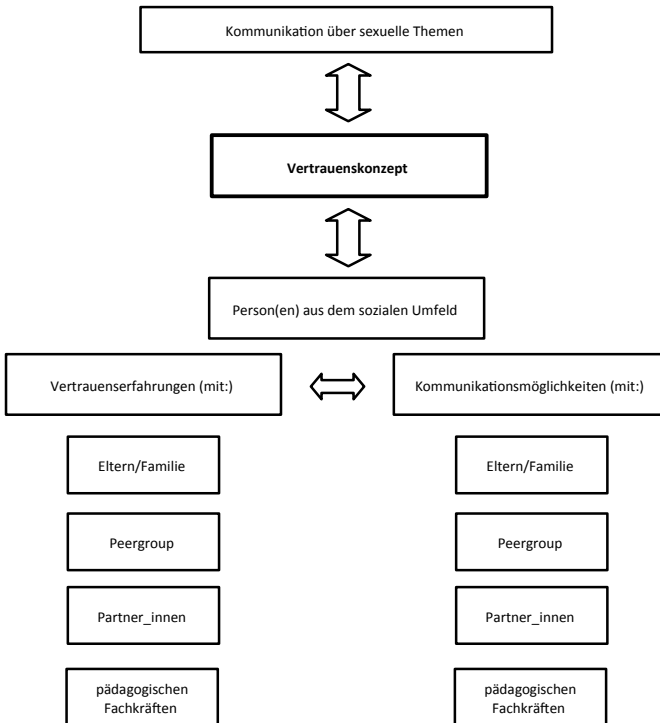 Kommunikation über sexuelle Themen
Vertrauenskonzept
Person(en) aus dem sozialen Umfeld
Vertrauenserfahrungen (mit:)
Kommunikationsmöglichkeiten (mit:)
Eltern/Familie
Eltern/Familie
Peergroup
Peergroup
Partner_innen
Partner_innen
pädagogischen
Fachkräften
pädagogischen
Fachkräften